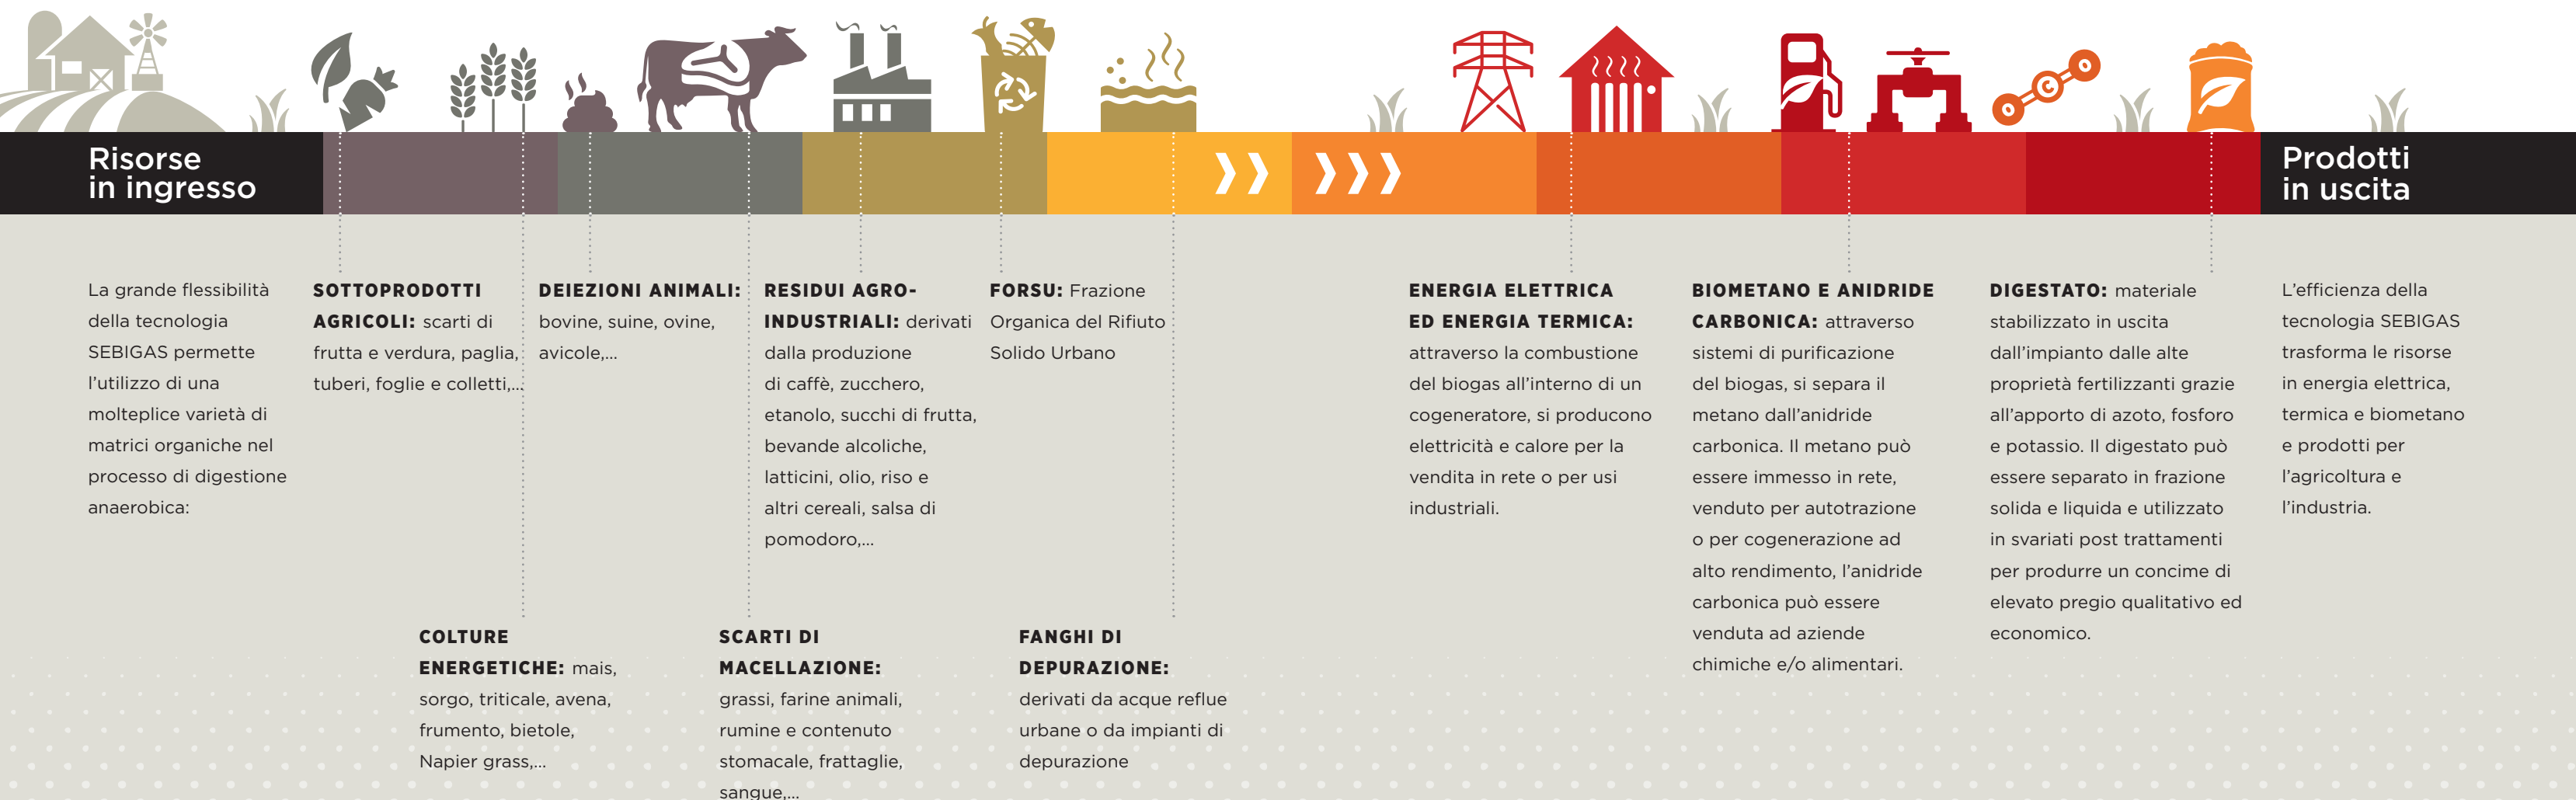 Risorse
in ingresso
Prodotti
in uscita
La grande flessibilità
della tecnologia
SEBIGAS permette
l’utilizzo di una
molteplice varietà di
matrici organiche nel
processo di digestione
anaerobica:
SOTTOPRODOTTI
AGRICOLI: scarti di
frutta e verdura, paglia,
tuberi, foglie e colletti,...
DEIEZIONI ANIMALI:
bovine, suine, ovine,
avicole,...
RESIDUI AGRO-
INDUSTRIALI: derivati
dalla produzione
di caffè, zucchero,
etanolo, succhi di frutta,
bevande alcoliche,
latticini, olio, riso e
altri cereali, salsa di
pomodoro,...
FORSU: Frazione
Organica del Rifiuto
Solido Urbano
COLTURE
ENERGETICHE: mais,
sorgo, triticale, avena,
frumento, bietole,
Napier grass,...
SCARTI DI
MACELLAZIONE:
grassi, farine animali,
rumine e contenuto
stomacale, frattaglie,
sangue,...
FANGHI DI
DEPURAZIONE:
derivati da acque reflue
urbane o da impianti di
depurazione
ENERGIA ELETTRICA
ED ENERGIA TERMICA:
attraverso la combustione
del biogas all’interno di un
cogeneratore, si producono
elettricità e calore per la
vendita in rete o per usi
industriali.
O C O
BIOMETANO E ANIDRIDE
CARBONICA: attraverso
sistemi di purificazione
del biogas, si separa il
metano dall’anidride
carbonica. Il metano può
essere immesso in rete,
venduto per autotrazione
o per cogenerazione ad
alto rendimento, l’anidride
carbonica può essere
venduta ad aziende
chimiche e/o alimentari.
DIGESTATO: materiale
stabilizzato in uscita
dall’impianto dalle alte
proprietà fertilizzanti grazie
all’apporto di azoto, fosforo
e potassio. Il digestato può
essere separato in frazione
solida e liquida e utilizzato
in svariati post trattamenti
per produrre un concime di
elevato pregio qualitativo ed
economico.
L’efficienza della
tecnologia SEBIGAS
trasforma le risorse
in energia elettrica,
termica e biometano
e prodotti per
l’agricoltura e
l’industria.